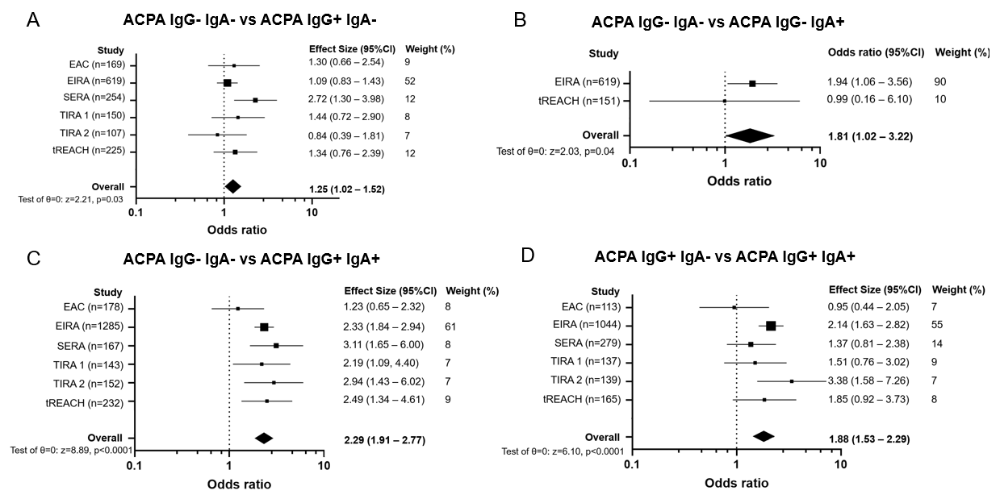 A
ACPA IgG- IgA- vs ACPA IgG+ IgA-
Study Effect Size (95%CI) Weight (%)
EAC (n=169) 1.30 (0.66 – 2.54) 9
EIRA (n=619) 1.09 (0.83 – 1.43) 52
SERA (n=254) 2.72 (1.30 – 3.98) 12
TIRA 1 (n=150) 1.44 (0.72 – 2.90) 8
TIRA 2 (n=107) 0.84 (0.39 – 1.81) 7
tREACH (n=225) 1.34 (0.76 – 2.39) 12
Overall 1.25 (1.02 – 1.52)
Test of θ=0: z=2.21, p=0.03
0.1 1 10
Odds ratio
B
ACPA IgG- IgA- vs ACPA IgG- IgA+
Study Odds ratio (95%CI) Weight (%)
EIRA (n=619) 1.94 (1.06 – 3.56) 90
tREACH (n=151) 0.99 (0.16 – 6.10) 10
Overall 1.81 (1.02 – 3.22)
Test of θ=0: z=2.03, p=0.04
0.1 1 10
Odds ratio
C
ACPA IgG- IgA- vs ACPA IgG+ IgA+
Study Effect Size (95%CI) Weight (%)
EAC (n=178) 1.23 (0.65 – 2.32) 8
EIRA (n=1285) 2.33 (1.84 – 2.94) 61
SERA (n=167) 3.11 (1.65 – 6.00) 8
TIRA 1 (n=143) 2.19 (1.09, 4.40) 7
TIRA 2 (n=152) 2.94 (1.43 – 6.02) 7
tREACH (n=232) 2.49 (1.34 – 4.61) 9
Overall 2.29 (1.91 – 2.77)
Test of θ=0: z=8.89, p<0.0001
0.1 1 10
Odds ratio
D
ACPA IgG+ IgA- vs ACPA IgG+ IgA+
Study Effect Size (95%CI) Weight (%)
EAC (n=113) 0.95 (0.44 – 2.05) 7
EIRA (n=1044) 2.14 (1.63 – 2.82) 55
SERA (n=279) 1.37 (0.81 – 2.38) 14
TIRA 1 (n=137) 1.51 (0.76 – 3.02) 9
TIRA 2 (n=139) 3.38 (1.58 – 7.26) 7
tREACH (n=165) 1.85 (0.92 – 3.73) 8
Overall 1.88 (1.53 – 2.29)
Test of θ=0: z=6.10, p<0.0001
0.1 1 10
Odds ratio